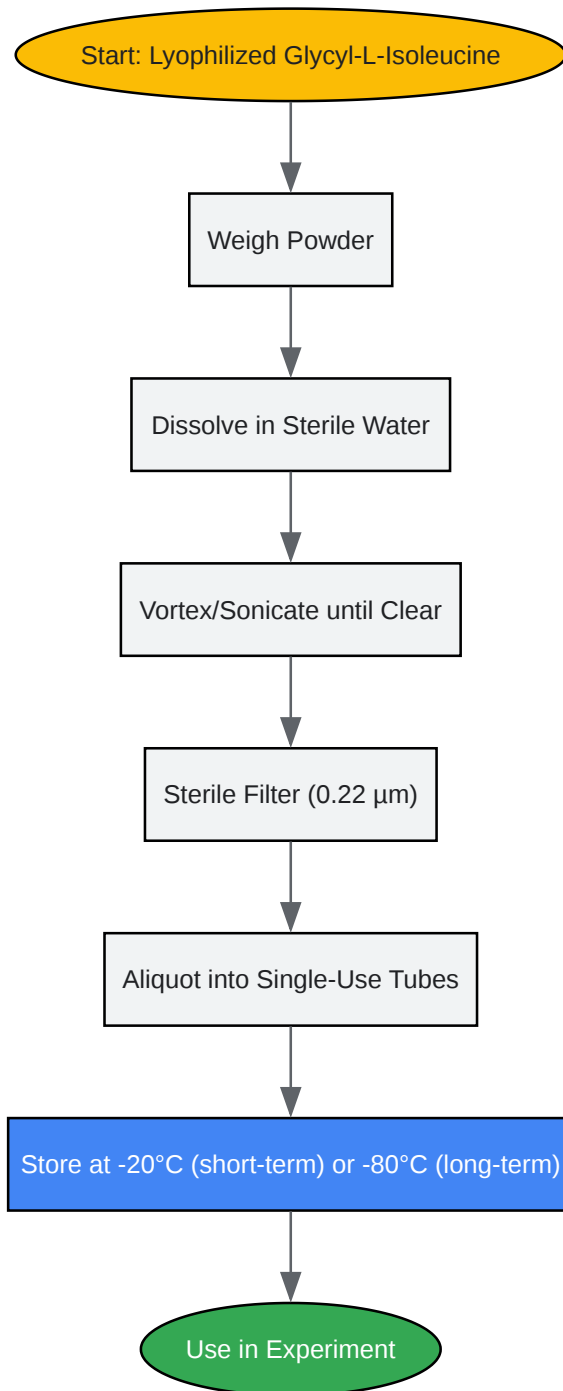 Start: Lyophilized Glycyl-L-Isoleucine
Weigh Powder
Dissolve in Sterile Water
Vortex/Sonicate until Clear
Sterile Filter (0.22 µm)
Aliquot into Single-Use Tubes
Store at -20°C (short-term) or -80°C (long-term)
Use in Experiment